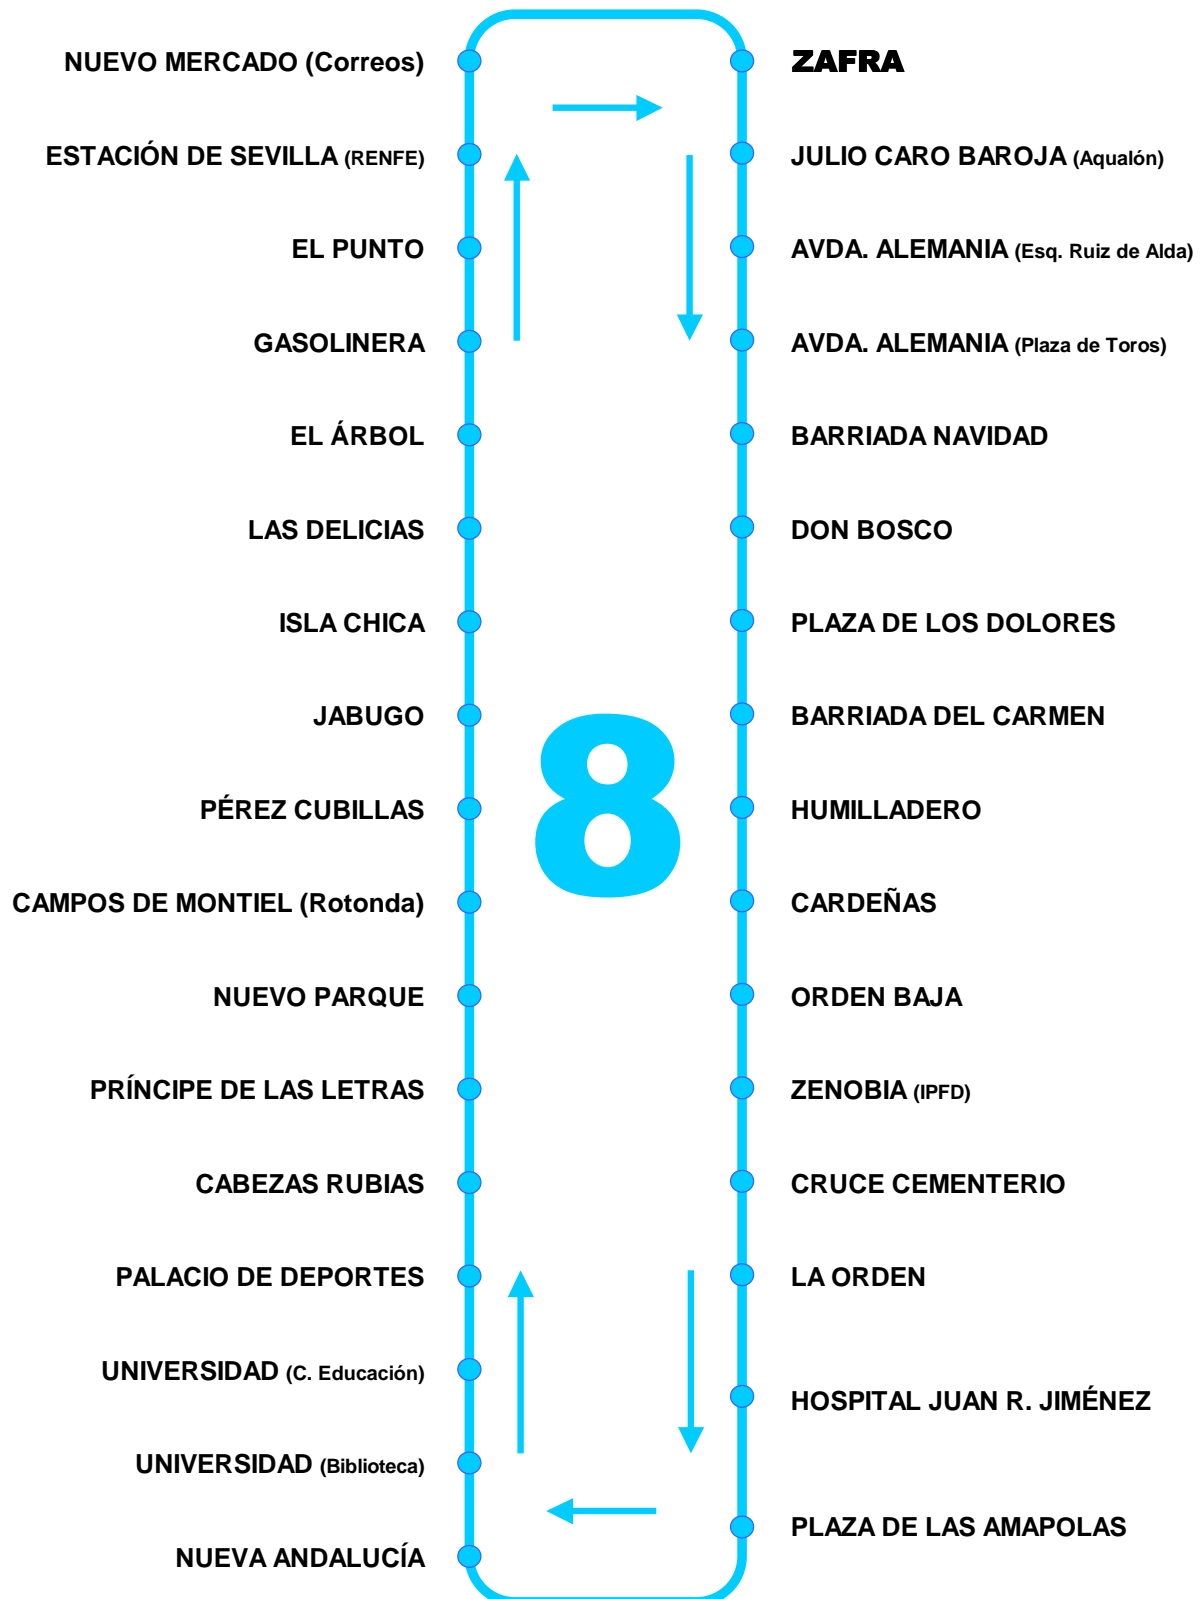 NUEVO MERCADO (Correos)
ESTACIÓN DE SEVILLA (RENFE)
EL PUNTO
GASOLINERA
EL ÁRBOL
LAS DELICIAS
ISLA CHICA
JABUGO
PÉREZ CUBILLAS
CAMPOS DE MONTIEL (Rotonda)
NUEVO PARQUE
PRÍNCIPE DE LAS LETRAS
CABEZAS RUBIAS
PALACIO DE DEPORTES
UNIVERSIDAD (C. Educación)
UNIVERSIDAD (Biblioteca)
NUEVA ANDALUCÍA
8
ZAFRA
JULIO CARO BAROJA (Aqualón)
AVDA. ALEMANIA (Esq. Ruiz de Alda)
AVDA. ALEMANIA (Plaza de Toros)
BARRIADA NAVIDAD
DON BOSCO
PLAZA DE LOS DOLORES
BARRIADA DEL CARMEN
HUMILLADERO
CARDEÑAS
ORDEN BAJA
ZENOBIA (IPFD)
CRUCE CEMENTERIO
LA ORDEN
HOSPITAL JUAN R. JIMÉNEZ
PLAZA DE LAS AMAPOLAS